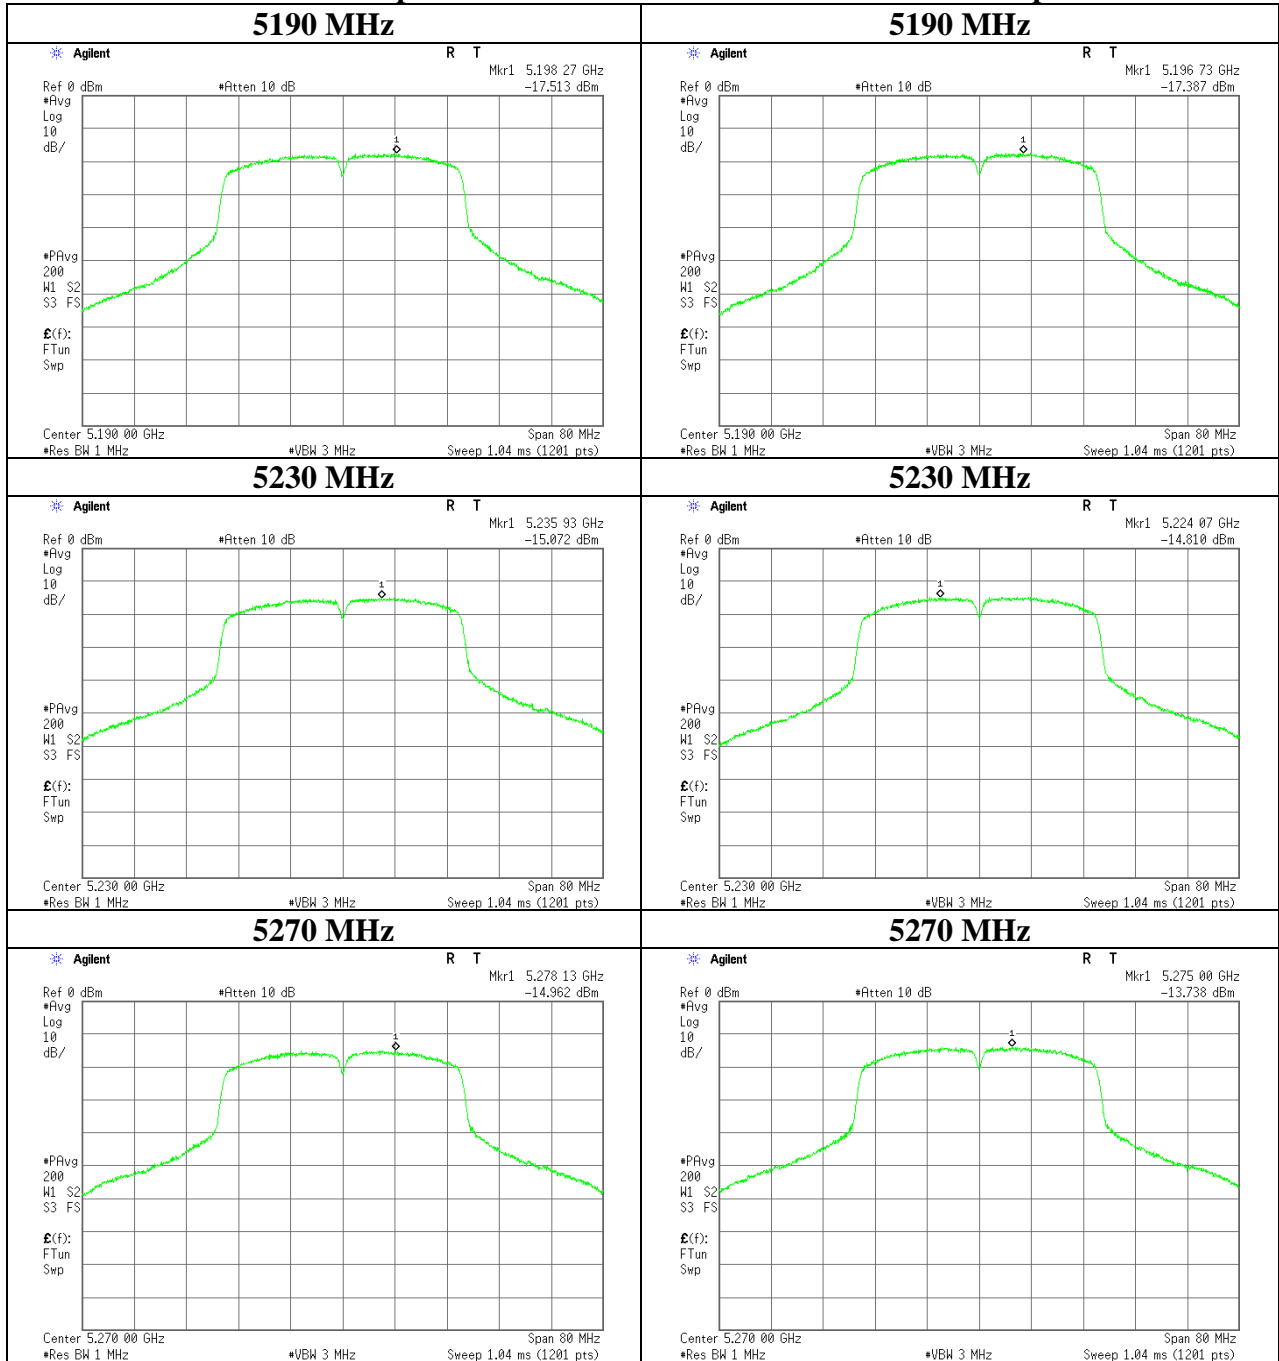 5190 MHz 5190 MHz
Agilent R T
Mkr1 5.198 27 GHz
Ref 0 dBm #Atten 10 dB -17.513 dBm
#Avg
Log
10
dB/
1
#PAvg
200
W1 S2
S3 FS
£(f):
FTun
Swp
Center 5.190 00 GHz Span 80 MHz
#Res BW 1 MHz #VBW 3 MHz Sweep 1.04 ms (1201 pts)
Agilent R T
Mkr1 5.196 73 GHz
Ref 0 dBm #Atten 10 dB -17.387 dBm
#Avg
Log
10
dB/
1
#PAvg
200
W1 S2
S3 FS
£(f):
FTun
Swp
Center 5.190 00 GHz Span 80 MHz
#Res BW 1 MHz #VBW 3 MHz Sweep 1.04 ms (1201 pts)
5230 MHz 5230 MHz
Agilent R T
Mkr1 5.235 93 GHz
Ref 0 dBm #Atten 10 dB -15.072 dBm
#Avg
Log
10
dB/
1
#PAvg
200
W1 S2
S3 FS
£(f):
FTun
Swp
Center 5.230 00 GHz Span 80 MHz
#Res BW 1 MHz #VBW 3 MHz Sweep 1.04 ms (1201 pts)
Agilent R T
Mkr1 5.224 07 GHz
Ref 0 dBm #Atten 10 dB -14.810 dBm
#Avg
Log
10
dB/
1
#PAvg
200
W1 S2
S3 FS
£(f):
FTun
Swp
Center 5.230 00 GHz Span 80 MHz
#Res BW 1 MHz #VBW 3 MHz Sweep 1.04 ms (1201 pts)
5270 MHz 5270 MHz
Agilent R T
Mkr1 5.278 13 GHz
Ref 0 dBm #Atten 10 dB -14.962 dBm
#Avg
Log
10
dB/
1
#PAvg
200
W1 S2
S3 FS
£(f):
FTun
Swp
Center 5.270 00 GHz Span 80 MHz
#Res BW 1 MHz #VBW 3 MHz Sweep 1.04 ms (1201 pts)
Agilent R T
Mkr1 5.275 00 GHz
Ref 0 dBm #Atten 10 dB -13.738 dBm
#Avg
Log
10
dB/
1
#PAvg
200
W1 S2
S3 FS
£(f):
FTun
Swp
Center 5.270 00 GHz Span 80 MHz
#Res BW 1 MHz #VBW 3 MHz Sweep 1.04 ms (1201 pts)